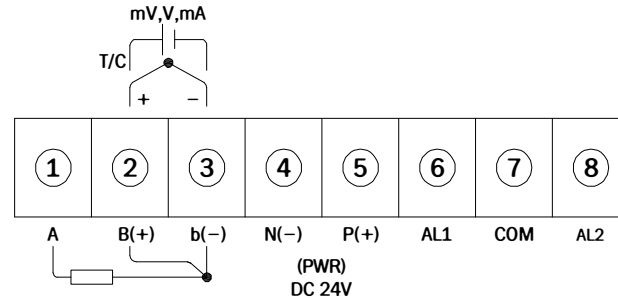 mV,V,mA
T/C
+ −
1 2 3 4 5 6 7 8
A B(+) b(−) N(−) P(+) AL1 COM AL2
(PWR)
DC 24V